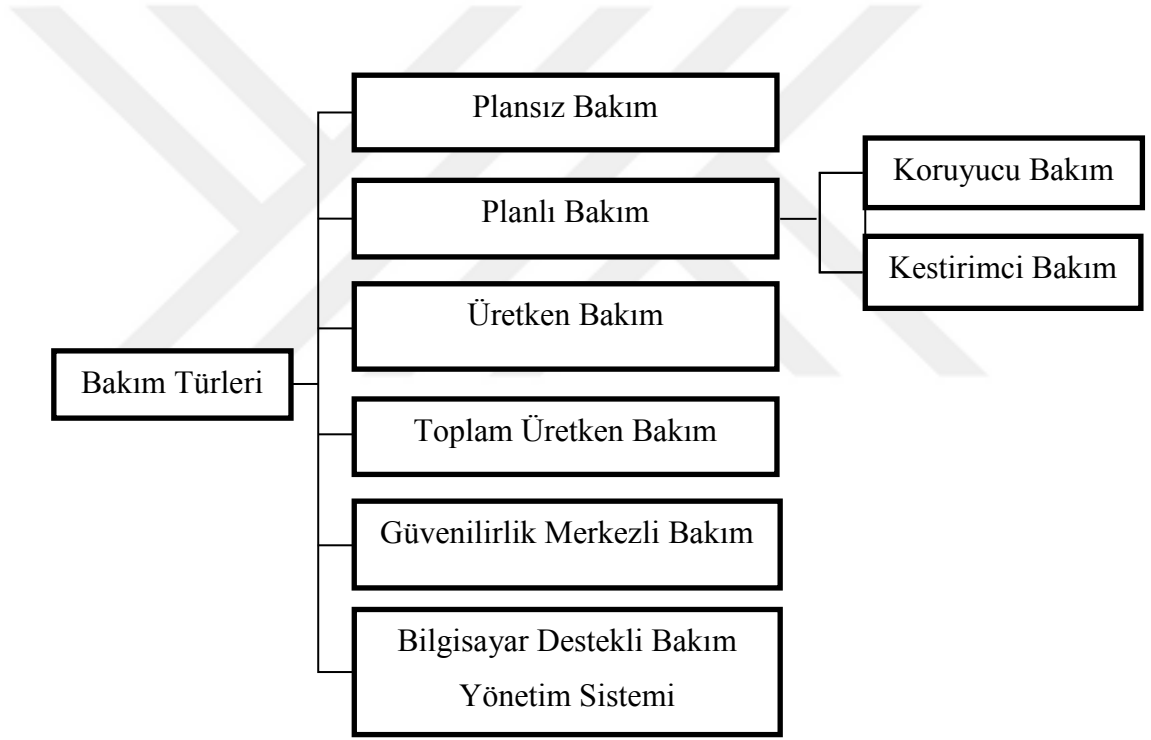 Plansız Bakım
Planlı Bakım
Koruyucu Bakım
Kestirimci Bakım
Üretken Bakım
Bakım Türleri
Toplam Üretken Bakım
Güvenilirlik Merkezli Bakım
Bilgisayar Destekli Bakım
Yönetim Sistemi